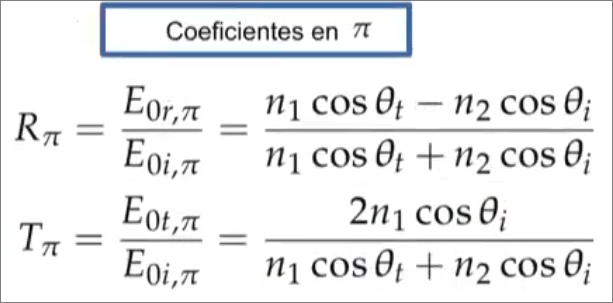 Coeficientes en π
R_π = E_{0r,π} / E_{0i,π} = (n_1 cos θ_t − n_2 cos θ_i) / (n_1 cos θ_t + n_2 cos θ_i)
T_π = E_{0t,π} / E_{0i,π} = 2n_1 cos θ_i / (n_1 cos θ_t + n_2 cos θ_i)